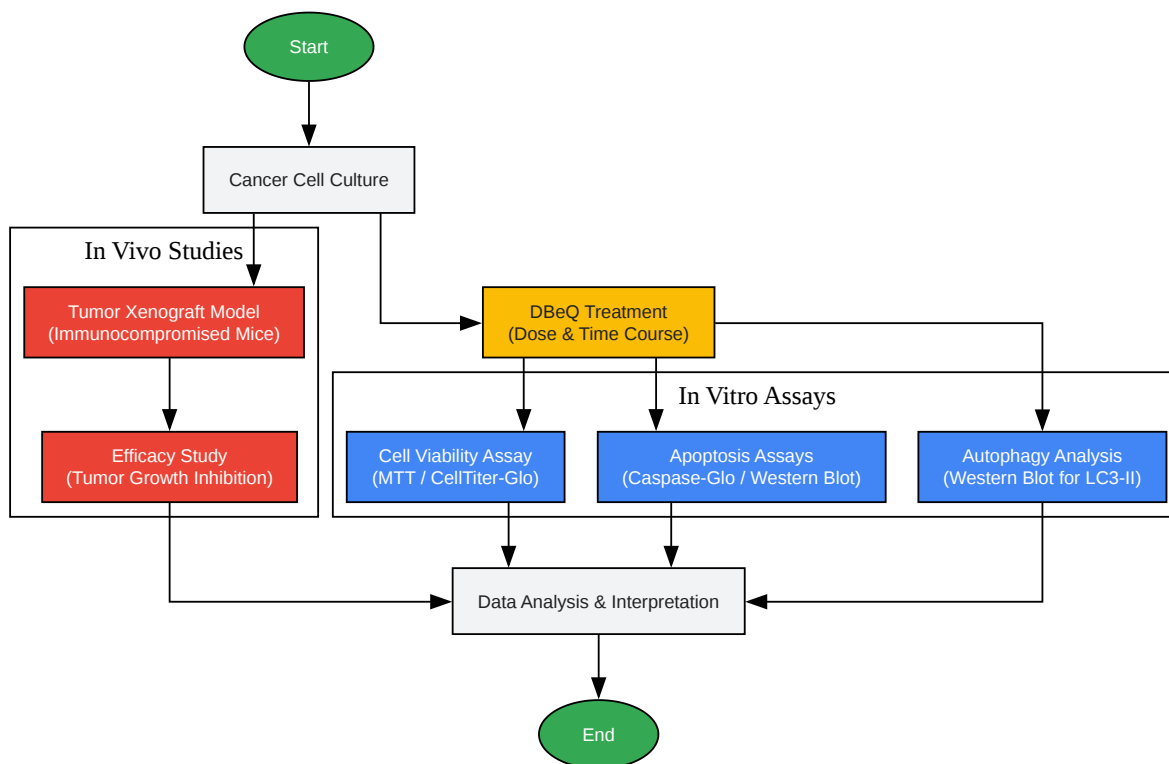 Start
Cancer Cell Culture
In Vivo Studies
Tumor Xenograft Model
(Immunocompromised Mice)
DBeQ Treatment
(Dose & Time Course)
In Vitro Assays
Efficacy Study
(Tumor Growth Inhibition)
Cell Viability Assay
(MTT / CellTiter-Glo)
Apoptosis Assays
(Caspase-Glo / Western Blot)
Autophagy Analysis
(Western Blot for LC3-II)
Data Analysis & Interpretation
End